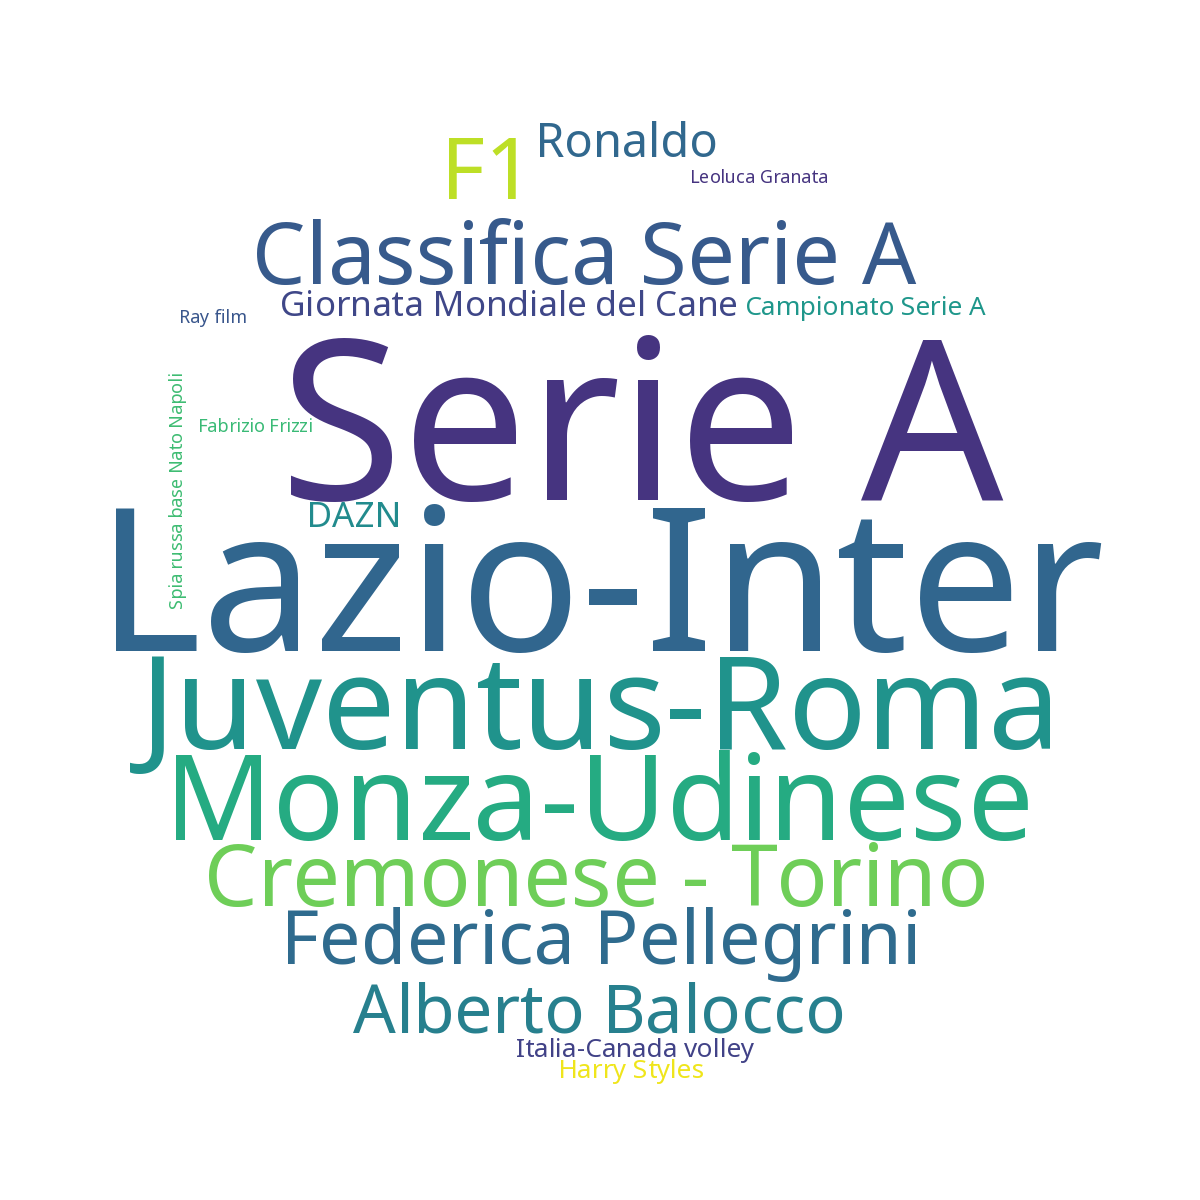 F1
Ronaldo
Leoluca Granata
Classifica Serie A
Giornata Mondiale del Cane
Campionato Serie A
Ray film
Serie A
Spia russa base Nato Napoli
Fabrizio Frizzi
DAZN
Lazio-Inter
Juventus-Roma
Monza-Udinese
Cremonese - Torino
Federica Pellegrini
Alberto Balocco
Italia-Canada volley
Harry Styles